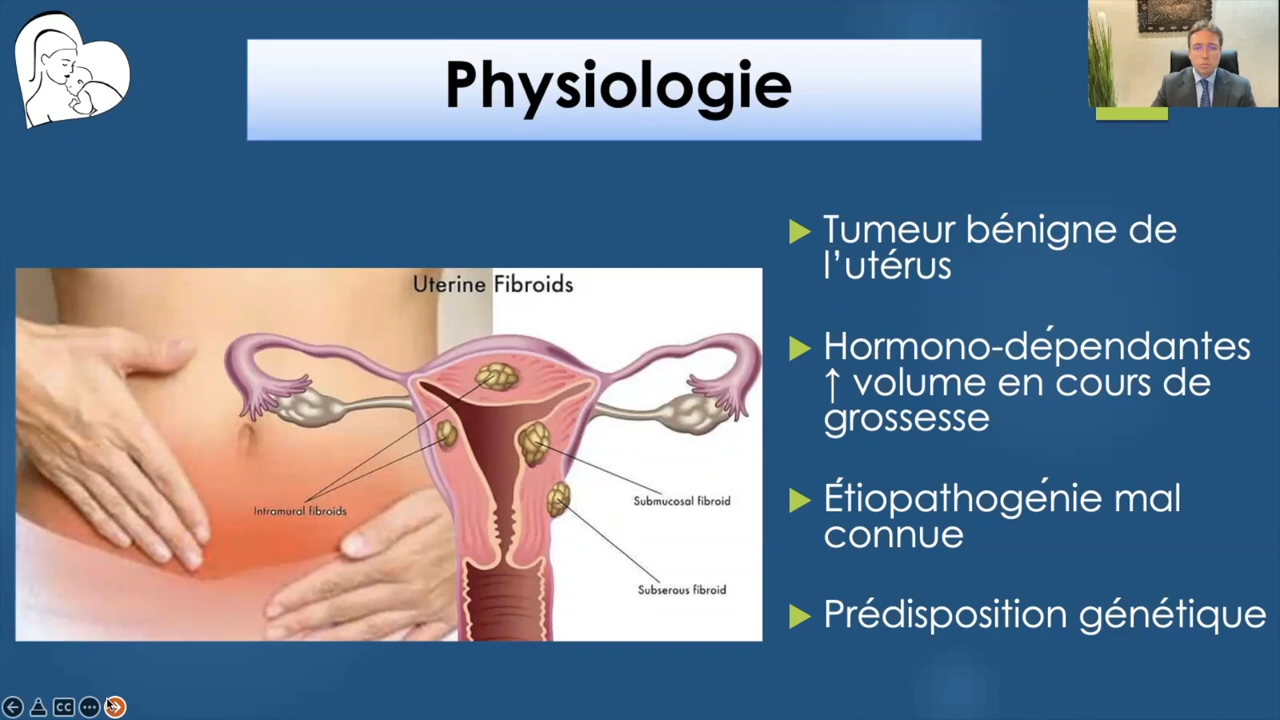 Physiologie
Uterine Fibroids
Intramural fibroids
Submucosal fibroid
Subserous fibroid
Tumeur bénigne de
l’utérus
Hormono-dépendantes
↑ volume en cours de
grossesse
Étiopathogénie mal
connue
Prédisposition génétique
CC